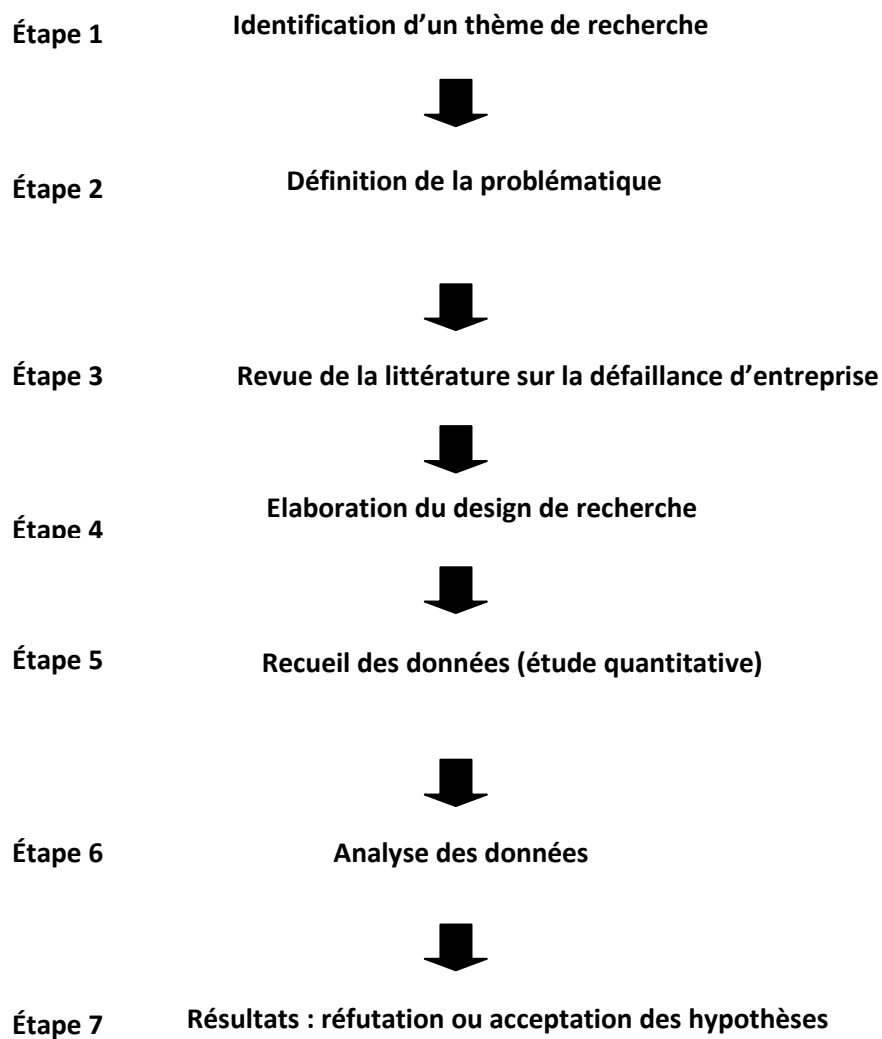 Étape 1
Identification d’un thème de recherche
Étape 2
Définition de la problématique
Étape 3
Revue de la littérature sur la défaillance d’entreprise
Étape 4
Elaboration du design de recherche
Étape 5
Recueil des données (étude quantitative)
Étape 6
Analyse des données
Étape 7
Résultats : réfutation ou acceptation des hypothèses